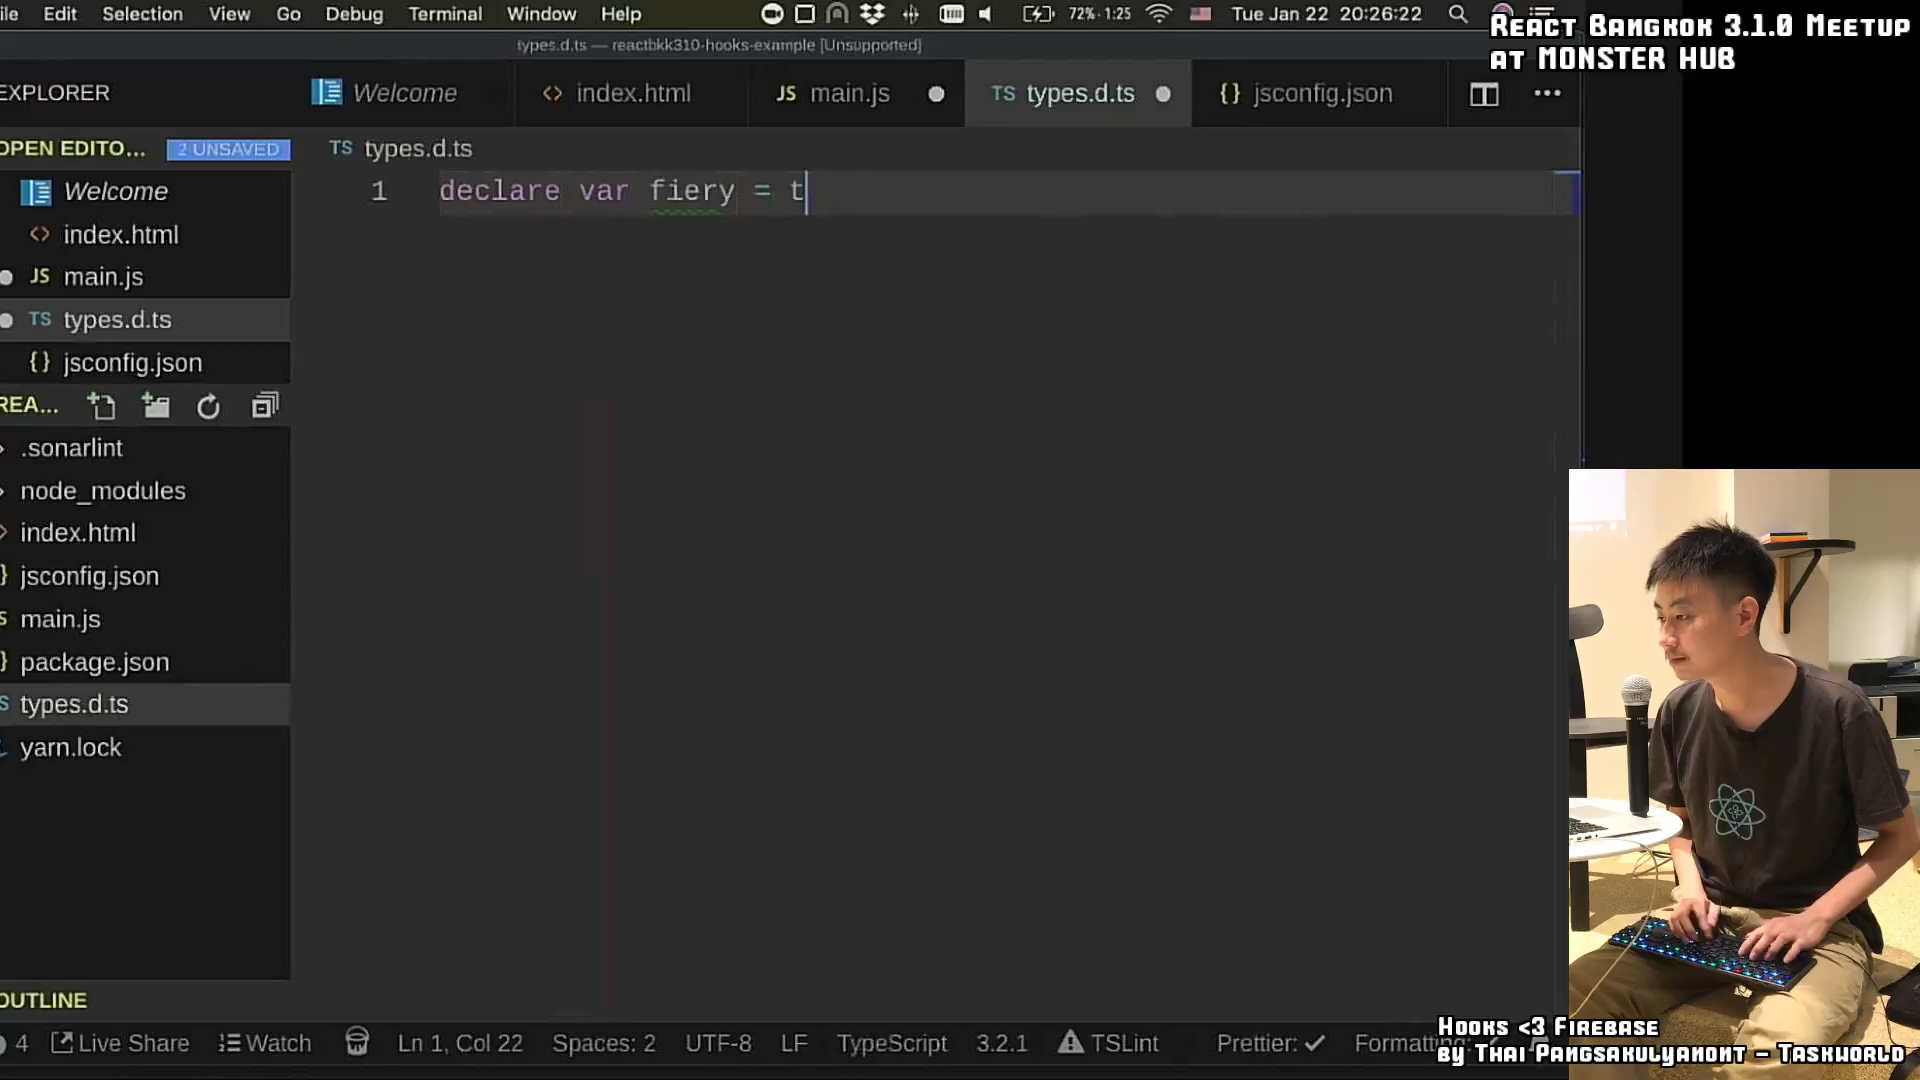 ile Edit Selection View Go Debug Terminal Window Help 72% · 1:25 Tue Jan 22 20:26:22
React Bangkok 3.1.0 Meetup
at MONSTER HUB
types.d.ts — reactbkk310-hooks-example [Unsupported]
EXPLORER
Welcome
<> index.html
JS main.js
TS types.d.ts
{} jsconfig.json
OPEN EDITO... 2 UNSAVED
Welcome
<> index.html
JS main.js
TS types.d.ts
{} jsconfig.json
TS types.d.ts
1 declare var fiery = t
REA...
.sonarlint
node_modules
index.html
jsconfig.json
main.js
package.json
types.d.ts
yarn.lock
OUTLINE
4 Live Share Watch Ln 1, Col 22 Spaces: 2 UTF-8 LF TypeScript 3.2.1 TSLint Prettier: ✓
Hooks <3 Firebase
by Thai Pangsakulyanont – Taskworld